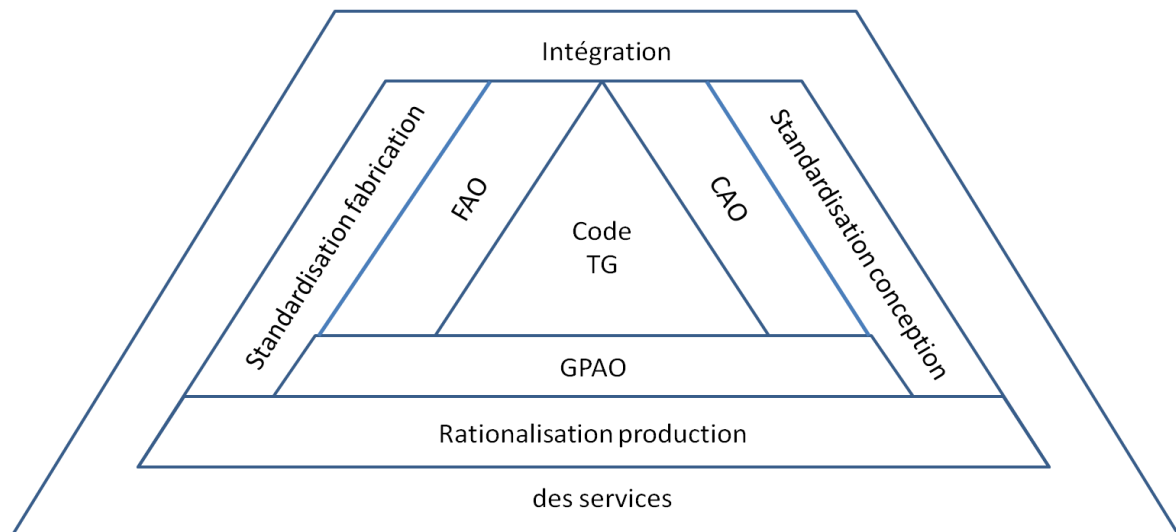 Intégration
Standardisation fabrication
FAO
Code
TG
CAO
Standardisation conception
GPAO
Rationalisation production
des services